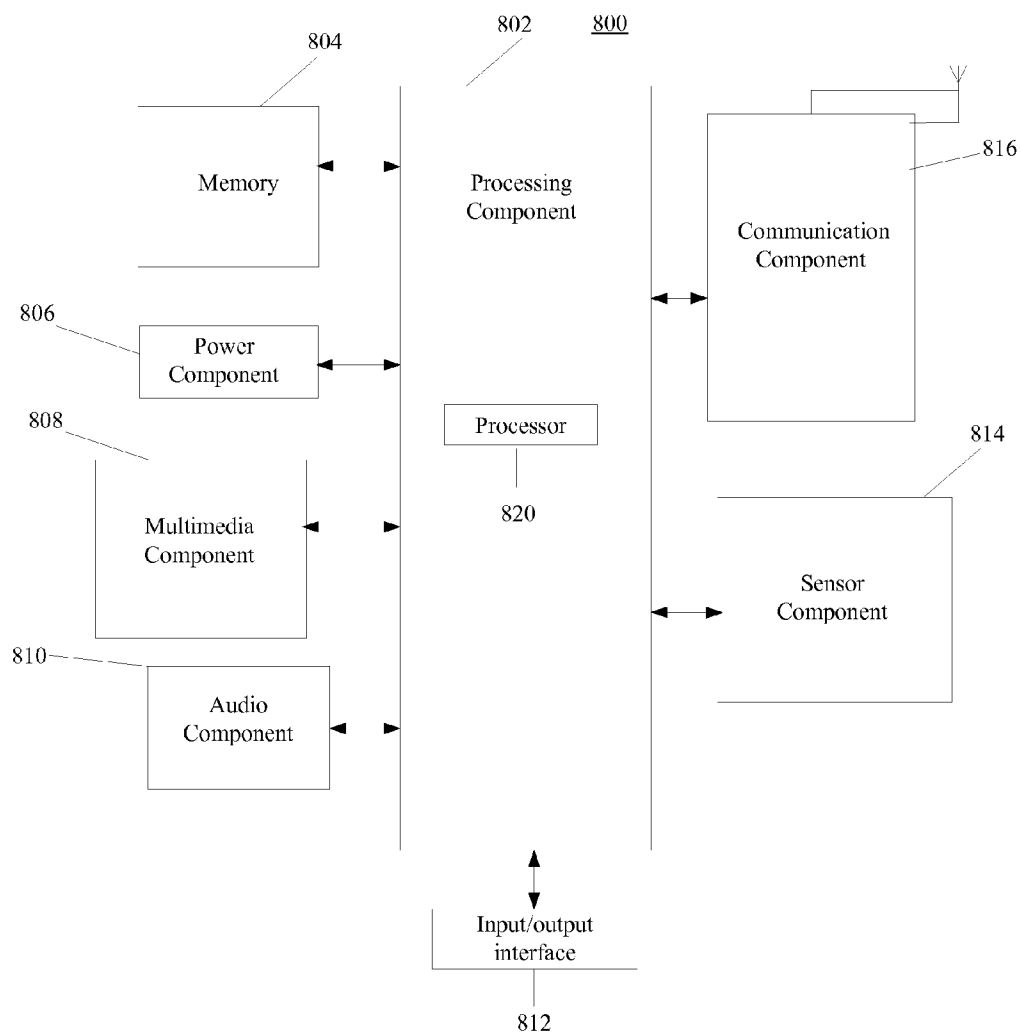 800
802
804
Memory
Processing
Component
816
Communication
Component
806
Power
Component
808
Processor
820
814
Multimedia
Component
Sensor
Component
810
Audio
Component
Input/output
interface
812